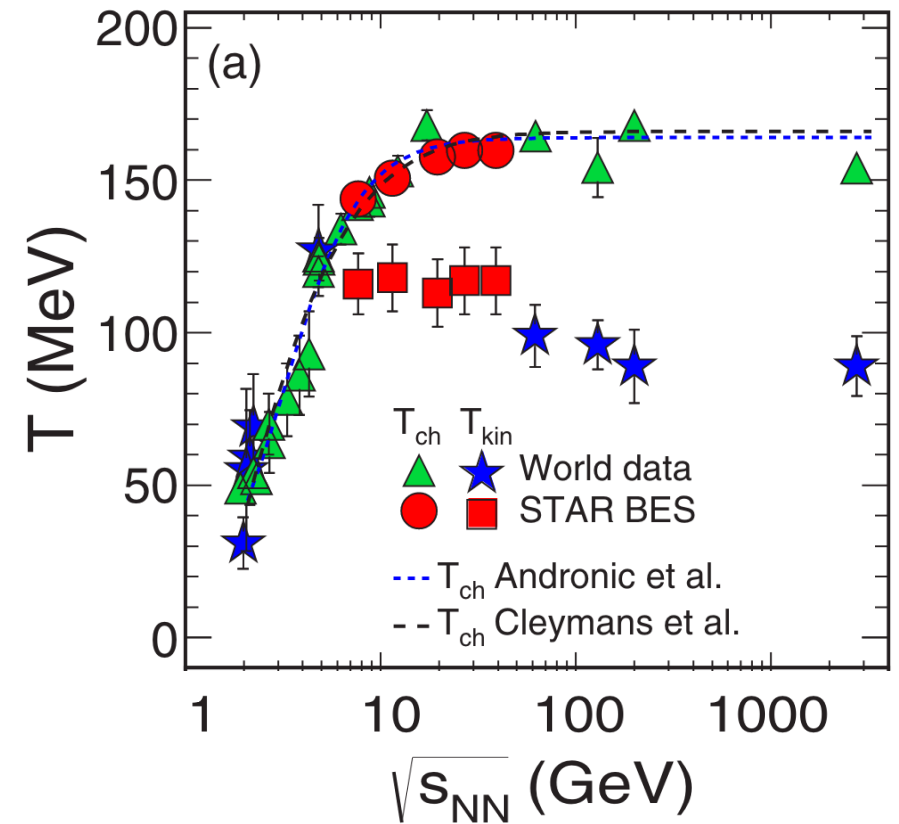 (a)
200
150
100
50
0
T (MeV)
T_ch T_kin
World data
STAR BES
T_ch Andronic et al.
T_ch Cleymans et al.
1 10 100 1000
√s_NN (GeV)